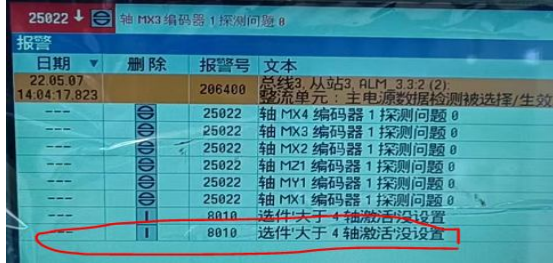 25022 轴 MX3 编码器 1 探测问题 0
报警
日期 删除 报警号 文本
22.05.07 14:04:17.823 206400 总线3, 从站3, ALM_3.3:2 (2):
整流单元: 主电源数据检测被选择/生效
--- 25022 轴 MX4 编码器 1 探测问题 0
--- 25022 轴 MX3 编码器 1 探测问题 0
--- 25022 轴 MX2 编码器 1 探测问题 0
--- 25022 轴 MZ1 编码器 1 探测问题 0
--- 25022 轴 MY1 编码器 1 探测问题 0
--- 25022 轴 MX1 编码器 1 探测问题 0
--- 8010 选件'大于 4 轴激活'没设置
--- 8010 选件'大于 4 轴激活'没设置